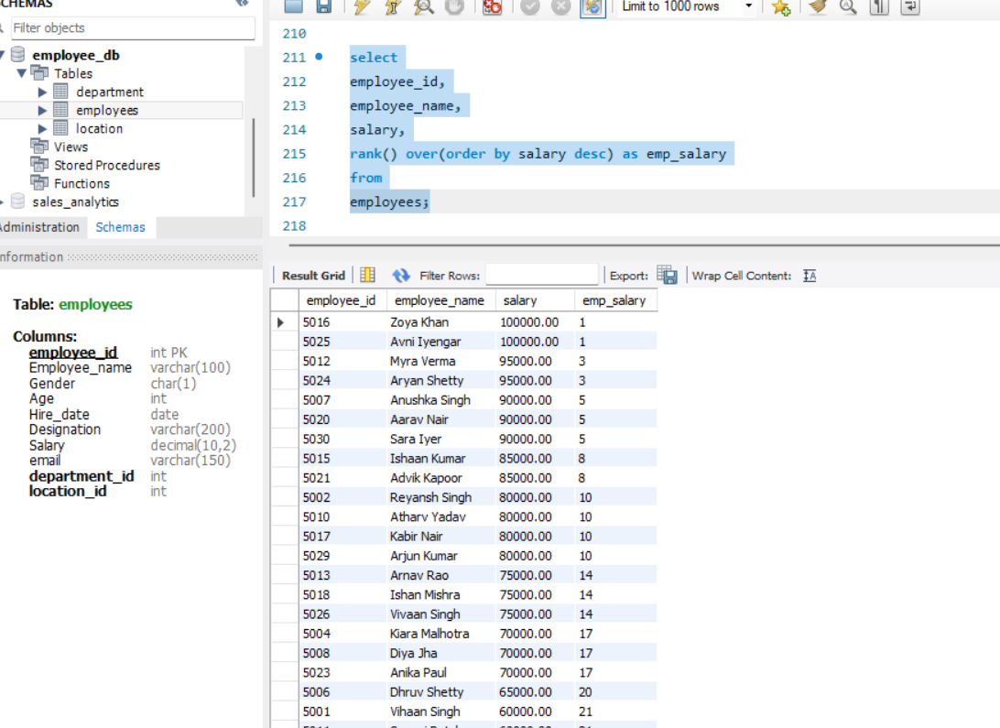 SCHEMAS
Filter objects
employee_db
Tables
department
employees
location
Views
Stored Procedures
Functions
sales_analytics
Administration Schemas
Information
Table: employees
Columns:
employee_id int PK
Employee_name varchar(100)
Gender char(1)
Age int
Hire_date date
Designation varchar(200)
Salary decimal(10,2)
email varchar(150)
department_id int
location_id int
Limit to 1000 rows
210
211 select
212 employee_id,
213 employee_name,
214 salary,
215 rank() over(order by salary desc) as emp_salary
216 from
217 employees;
218
Result Grid Filter Rows: Export: Wrap Cell Content:
employee_id employee_name salary emp_salary
5016 Zoya Khan 100000.00 1
5025 Avni Iyengar 100000.00 1
5012 Myra Verma 95000.00 3
5024 Aryan Shetty 95000.00 3
5007 Anushka Singh 90000.00 5
5020 Aarav Nair 90000.00 5
5030 Sara Iyer 90000.00 5
5015 Ishaan Kumar 85000.00 8
5021 Advik Kapoor 85000.00 8
5002 Reyansh Singh 80000.00 10
5010 Atharv Yadav 80000.00 10
5017 Kabir Nair 80000.00 10
5029 Arjun Kumar 80000.00 10
5013 Arnav Rao 75000.00 14
5018 Ishan Mishra 75000.00 14
5026 Vivaan Singh 75000.00 14
5004 Kiara Malhotra 70000.00 17
5008 Diya Jha 70000.00 17
5023 Anika Paul 70000.00 17
5006 Dhruv Shetty 65000.00 20
5001 Vihaan Singh 60000.00 21